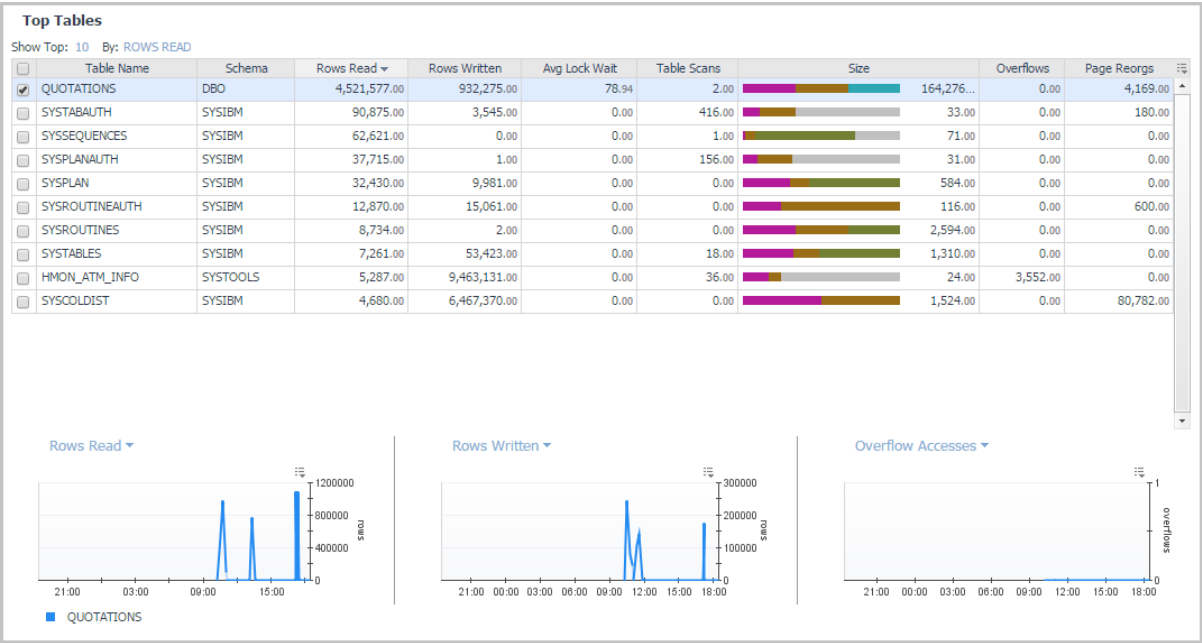 Top Tables
Show Top: 10 By: ROWS READ
Table Name Schema Rows Read Rows Written Avg Lock Wait Table Scans Size Overflows Page Reorgs
QUOTATIONS DBO 4,521,577.00 932,275.00 78.94 2.00 164,276... 0.00 4,169.00
SYSTABAUTH SYSIBM 90,875.00 3,545.00 0.00 416.00 33.00 0.00 180.00
SYSSEQUENCES SYSIBM 62,621.00 0.00 0.00 1.00 71.00 0.00 0.00
SYSPLANAUTH SYSIBM 37,715.00 1.00 0.00 156.00 31.00 0.00 0.00
SYSPLAN SYSIBM 32,430.00 9,981.00 0.00 0.00 584.00 0.00 0.00
SYSROUTINEAUTH SYSIBM 12,870.00 15,061.00 0.00 0.00 116.00 0.00 600.00
SYSROUTINES SYSIBM 8,734.00 2.00 0.00 0.00 2,594.00 0.00 0.00
SYSTABLES SYSIBM 7,261.00 53,423.00 0.00 18.00 1,310.00 0.00 0.00
HMON_ATM_INFO SYSTOOLS 5,287.00 9,463,131.00 0.00 36.00 24.00 3,552.00 0.00
SYSCOLDIST SYSIBM 4,680.00 6,467,370.00 0.00 0.00 1,524.00 0.00 80,782.00
Rows Read
1200000
800000
400000
0
rows
21:00 03:00 09:00 15:00
QUOTATIONS
Rows Written
300000
200000
100000
0
rows
21:00 00:00 03:00 06:00 09:00 12:00 15:00 18:00
Overflow Accesses
1
0
overflows
21:00 00:00 03:00 06:00 09:00 12:00 15:00 18:00